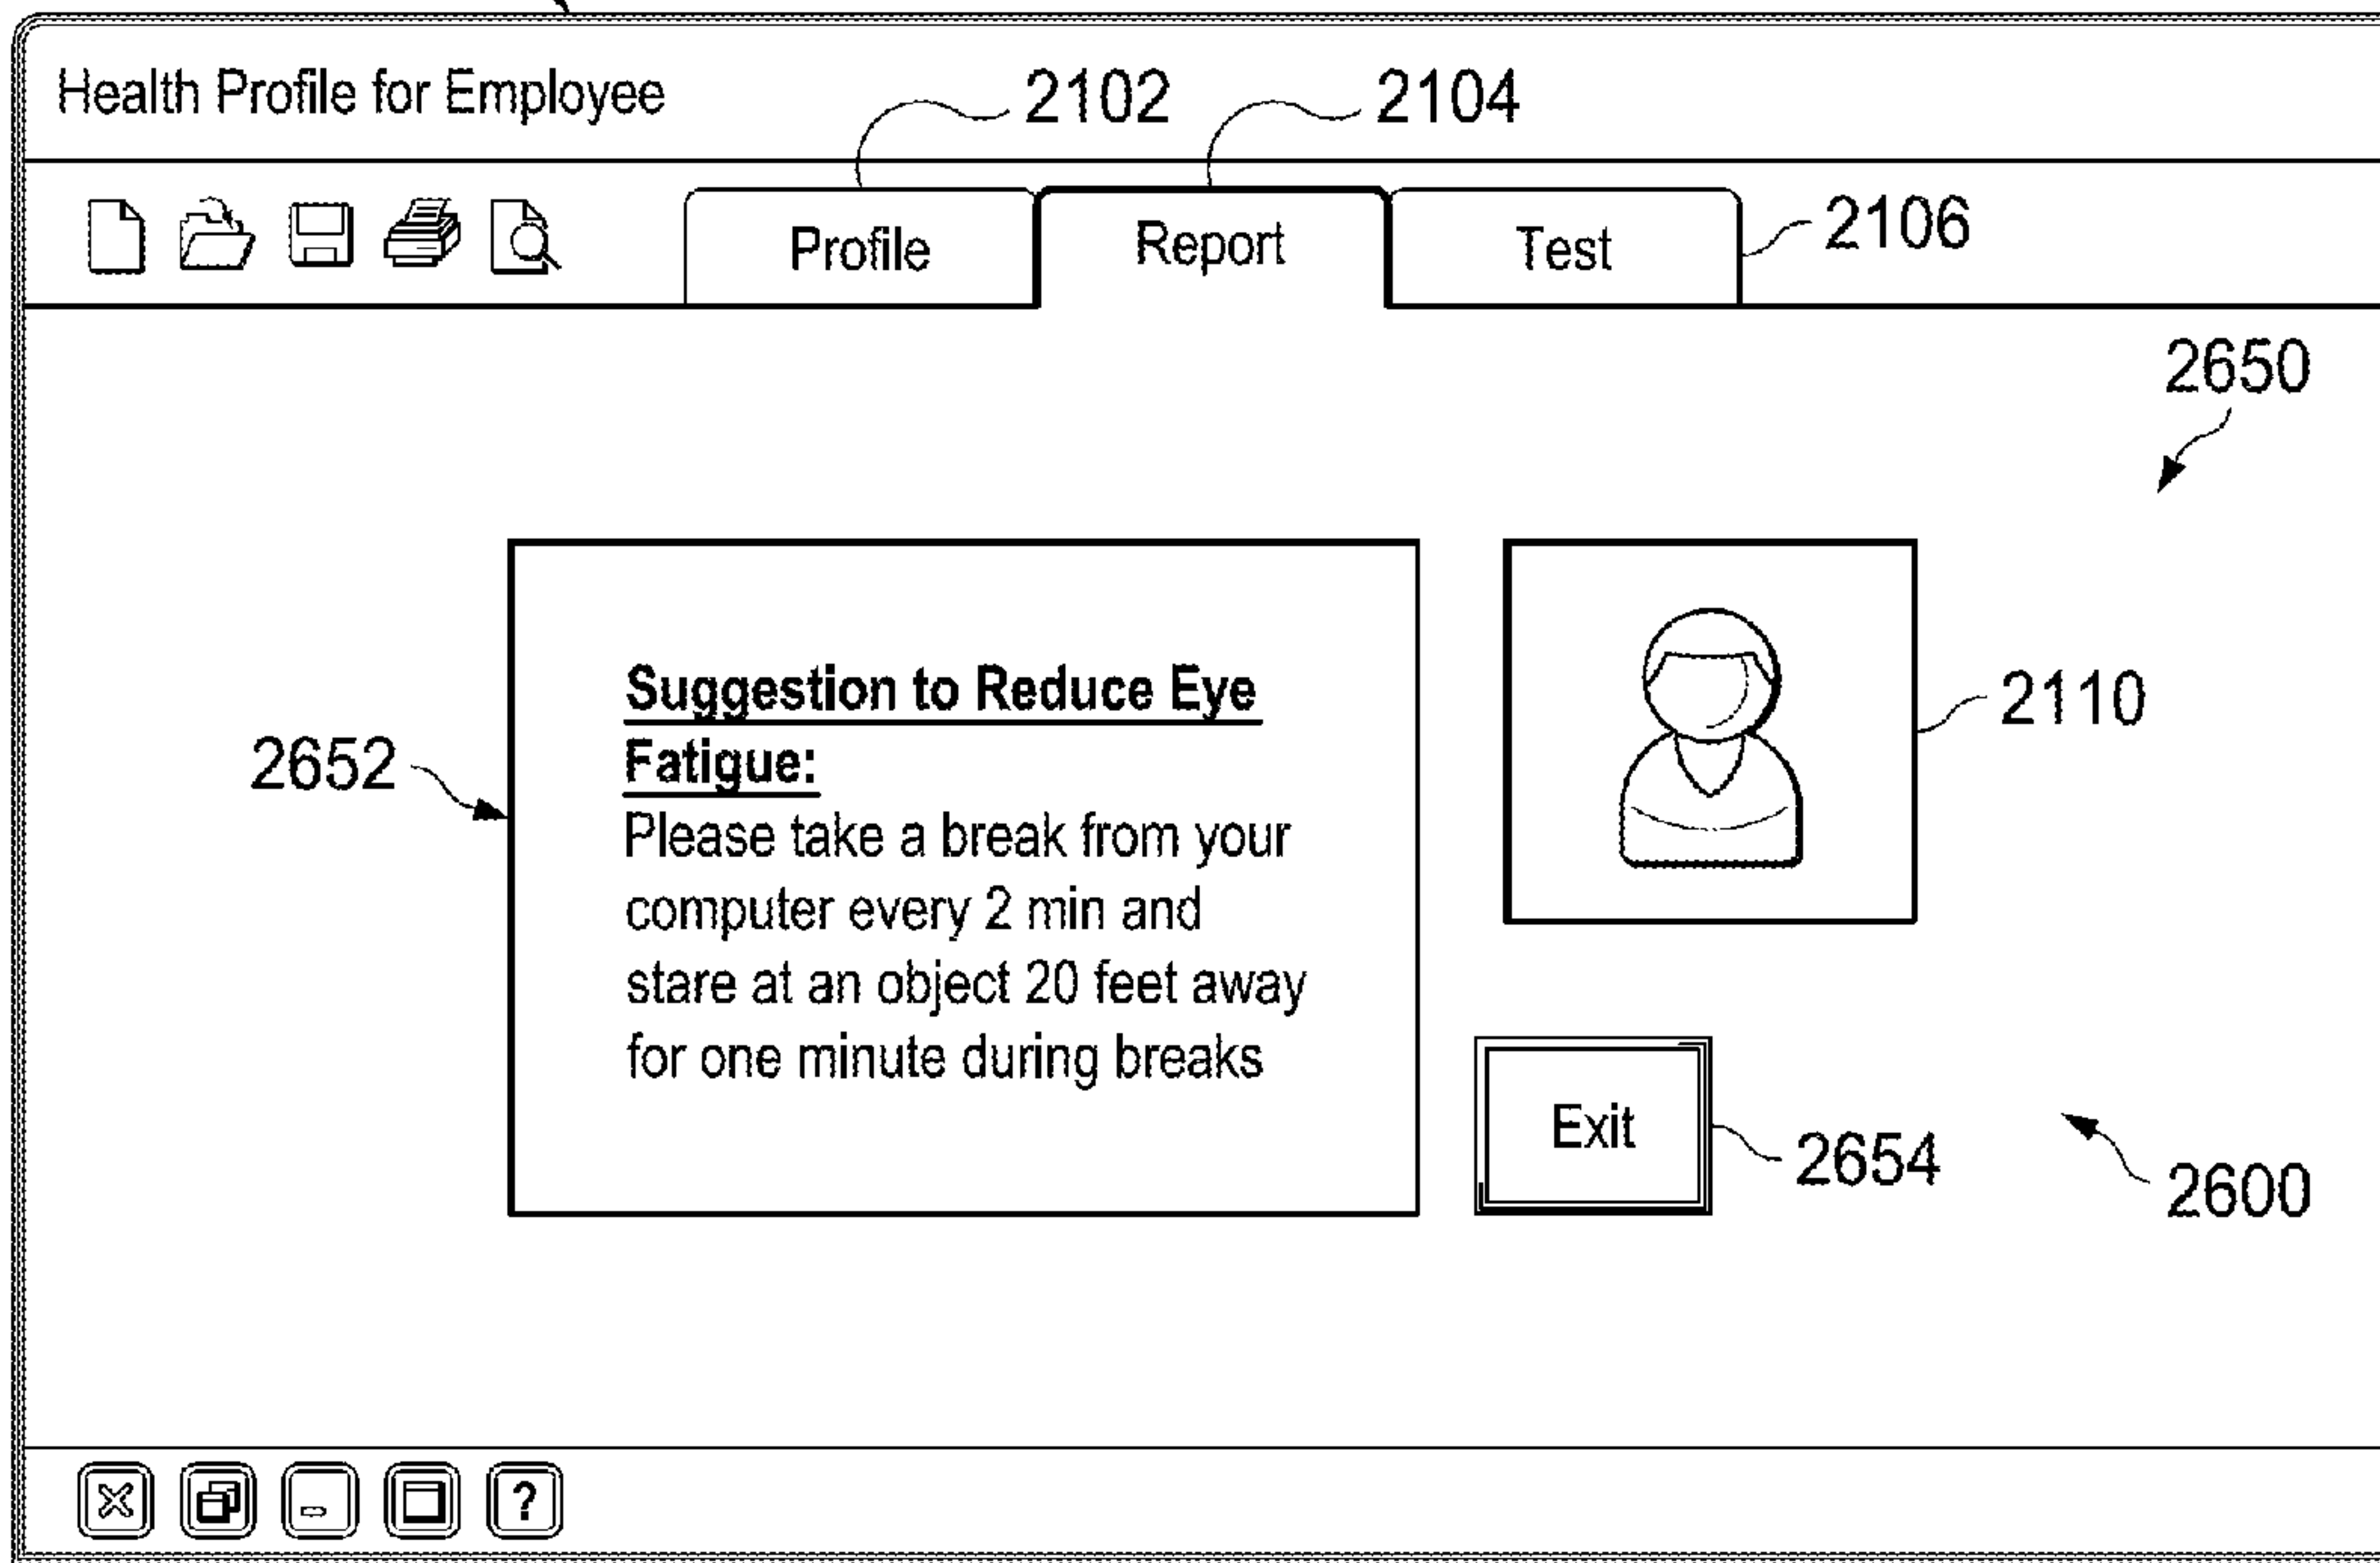 Health Profile for Employee
2102
2104
Profile
Report
Test
2106
2650
Suggestion to Reduce Eye
Fatigue:
Please take a break from your
computer every 2 min and
stare at an object 20 feet away
for one minute during breaks
2652
2110
Exit
2654
2600
?